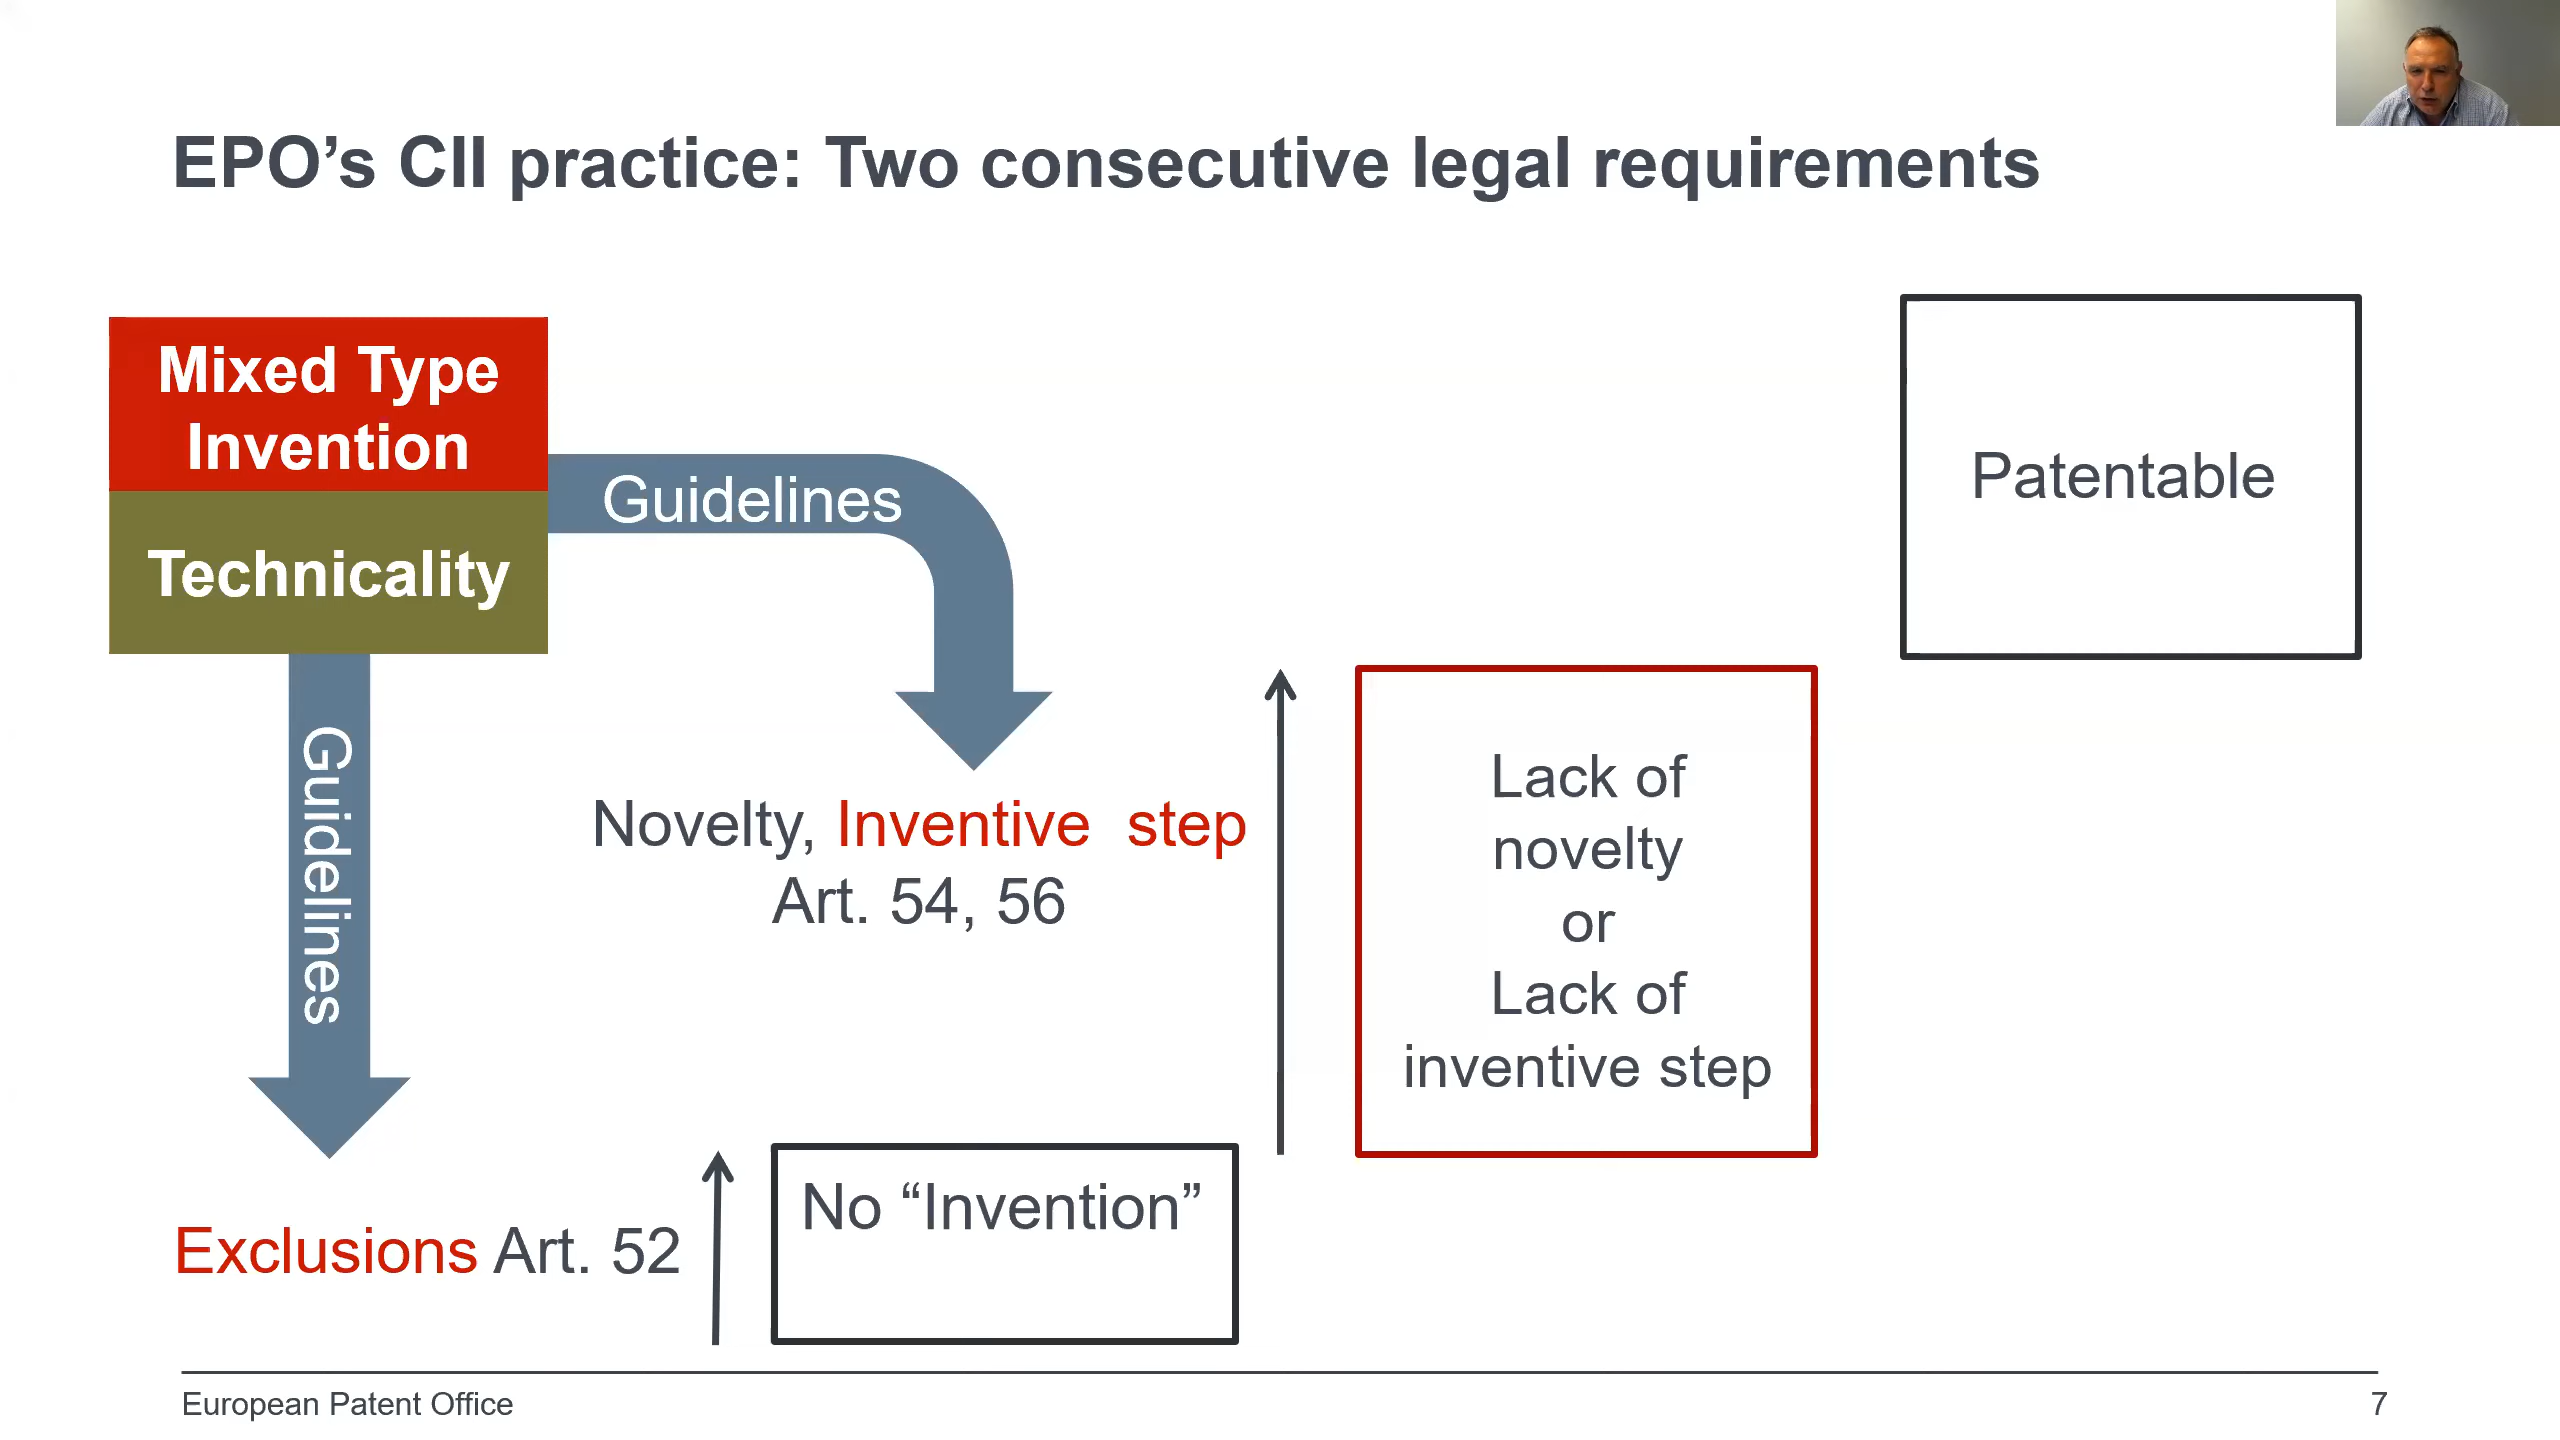 EPO’s CII practice: Two consecutive legal requirements
Mixed Type
Invention
Technicality
Guidelines
Guidelines
Patentable
Novelty, Inventive step
Art. 54, 56
Lack of
novelty
or
Lack of
inventive step
Exclusions Art. 52
No “Invention”
European Patent Office
7